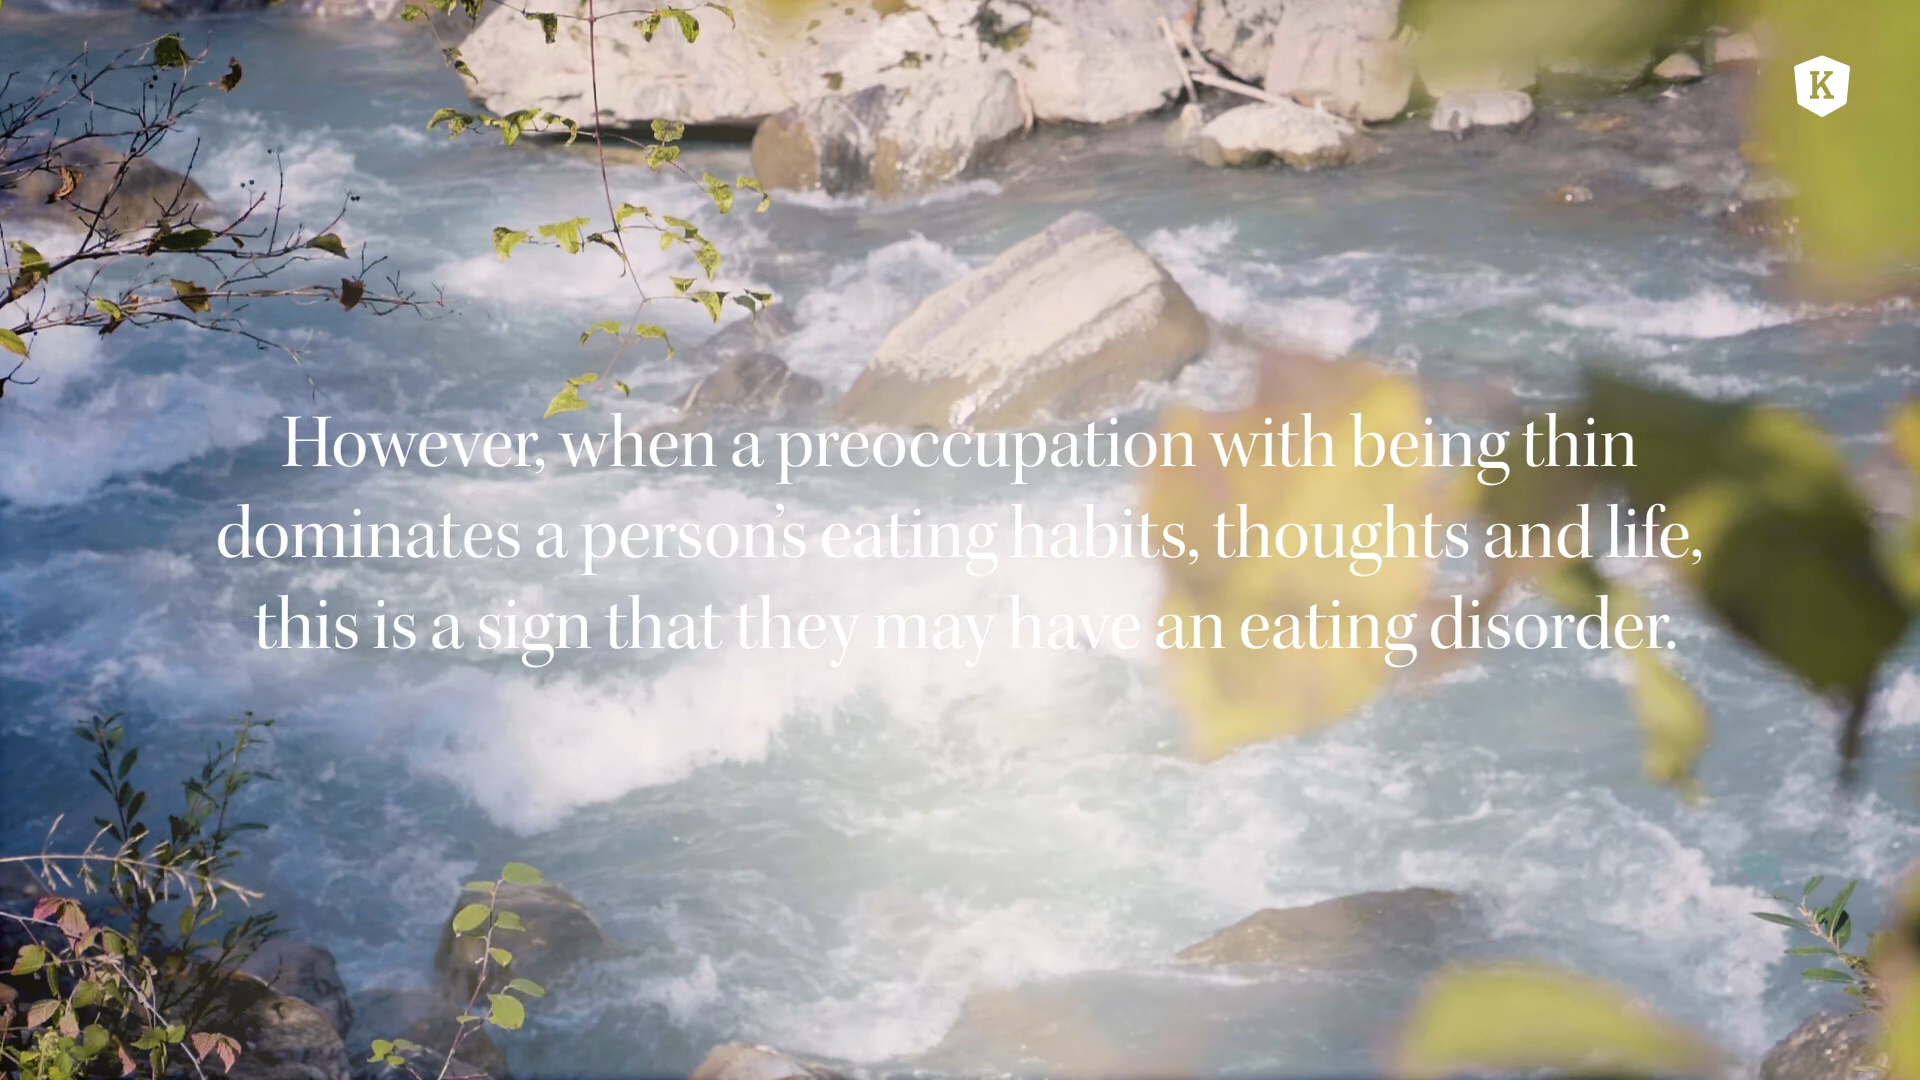 K
However, when a preoccupation with being thin
dominates a person’s eating habits, thoughts and life,
this is a sign that they may have an eating disorder.